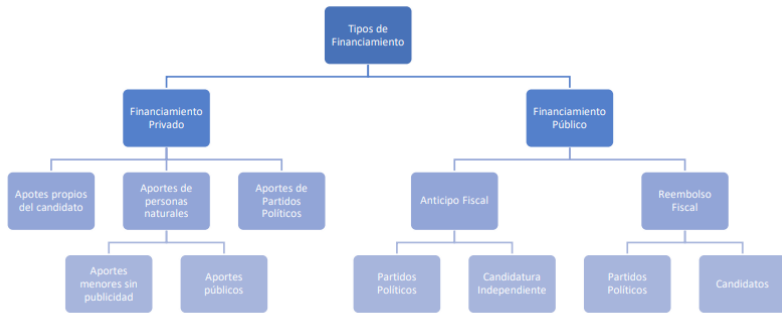 Tipos de
Financiamiento
Financiamiento
Privado
Financiamiento
Público
Apotes propios
del candidato
Aportes de
personas
naturales
Aportes de
Partidos
Políticos
Anticipo Fiscal
Reembolso
Fiscal
Aportes
menores sin
publicidad
Aportes
públicos
Partidos
Políticos
Candidatura
Independiente
Partidos
Políticos
Candidatos